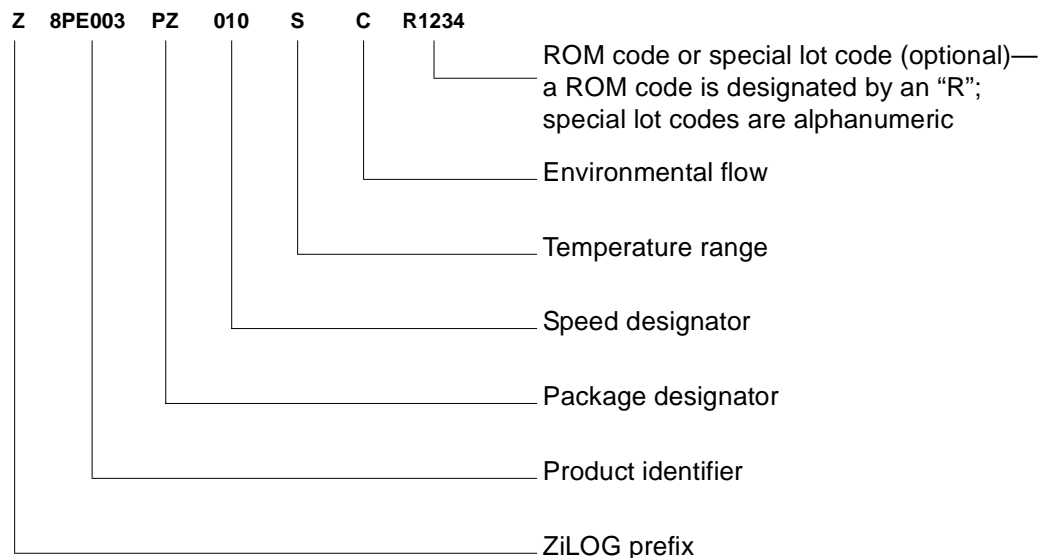 Z 8PE003 PZ 010 S C R1234
ROM code or special lot code (optional)—
a ROM code is designated by an “R”;
special lot codes are alphanumeric
Environmental flow
Temperature range
Speed designator
Package designator
Product identifier
ZiLOG prefix